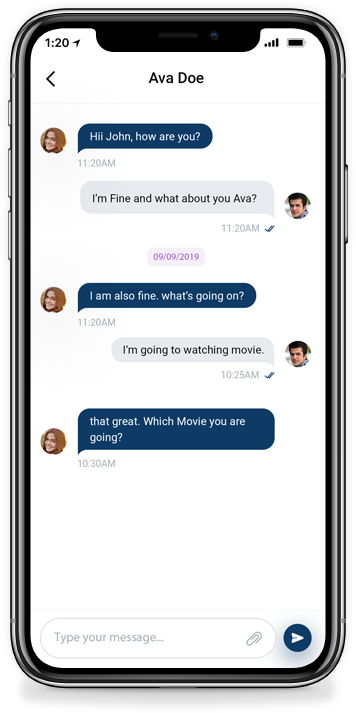 1:20
Ava Doe
Hii John, how are you?
11:20AM
I'm Fine and what about you Ava?
11:20AM
09/09/2019
I am also fine. what's going on?
11:20AM
I'm going to watching movie.
10:25AM
that great. Which Movie you are
going?
10:30AM
Type your message...